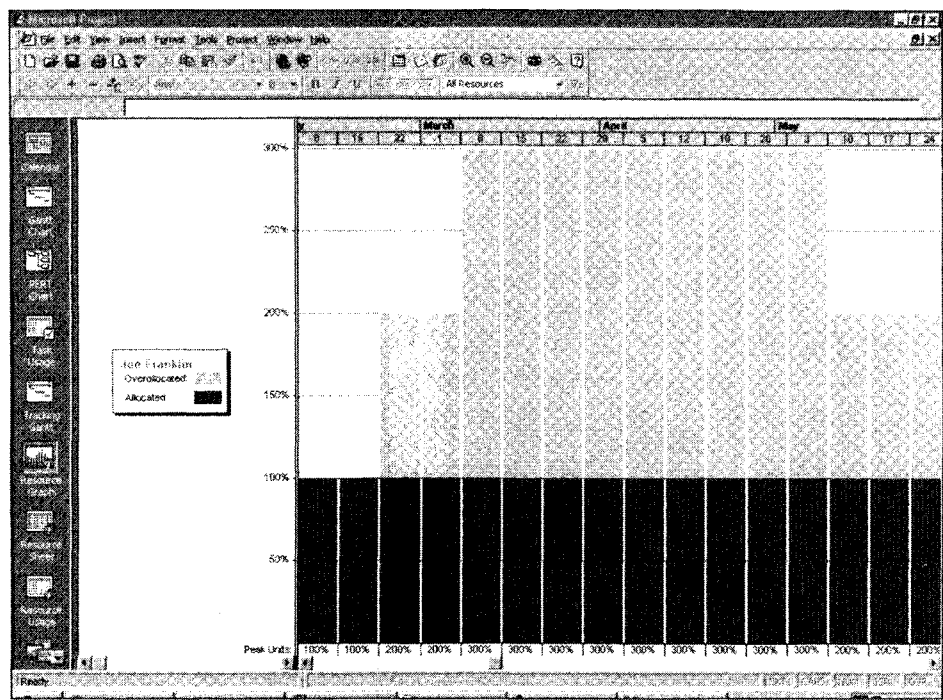 Microsoft Project
File Edit View Insert Format Tools Project Window Help
All Resources
March April May
8 15 22 1 8 15 22 29 5 12 19 26 3 10 17 24
300%
250%
200%
150%
100%
50%
Joe Franklin
Overallocated:
Allocated:
Gantt Chart
PERT Chart
Task Usage
Tracking Gantt
Resource Graph
Resource Sheet
Resource Usage
Peak Units: 100% 100% 200% 200% 300% 300% 300% 300% 300% 300% 300% 300% 300% 200% 200% 200%
Ready